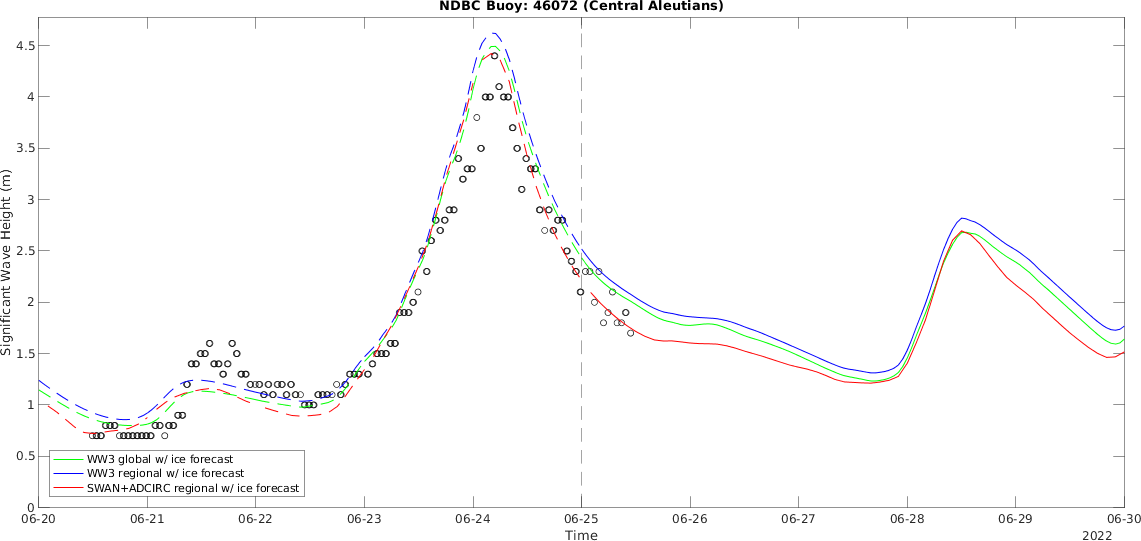 NDBC Buoy: 46072 (Central Aleutians)
Significant Wave Height (m)
4.5
4
3.5
3
2.5
2
1.5
1
0.5
0
WW3 global w/ ice forecast
WW3 regional w/ ice forecast
SWAN+ADCIRC regional w/ ice forecast
06-20 06-21 06-22 06-23 06-24 06-25 06-26 06-27 06-28 06-29 06-30
Time
2022